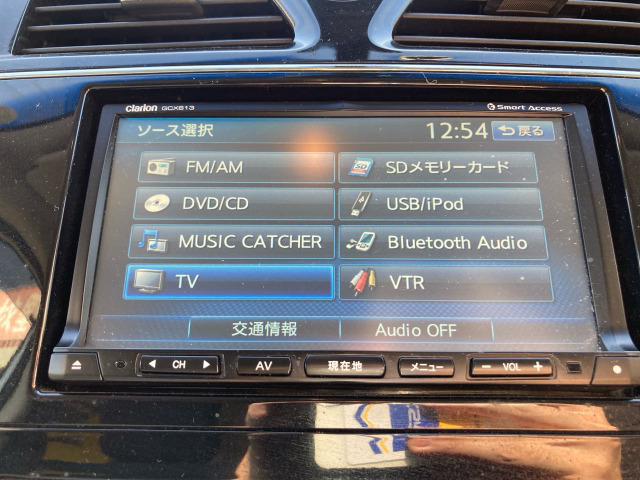 clarion GCX613 Smart Access
ソース選択 12:54 戻る
FM/AM SDメモリーカード
DVD/CD USB/iPod
MUSIC CATCHER Bluetooth Audio
TV VTR
交通情報 Audio OFF
CH AV 現在地 メニュー - VOL +